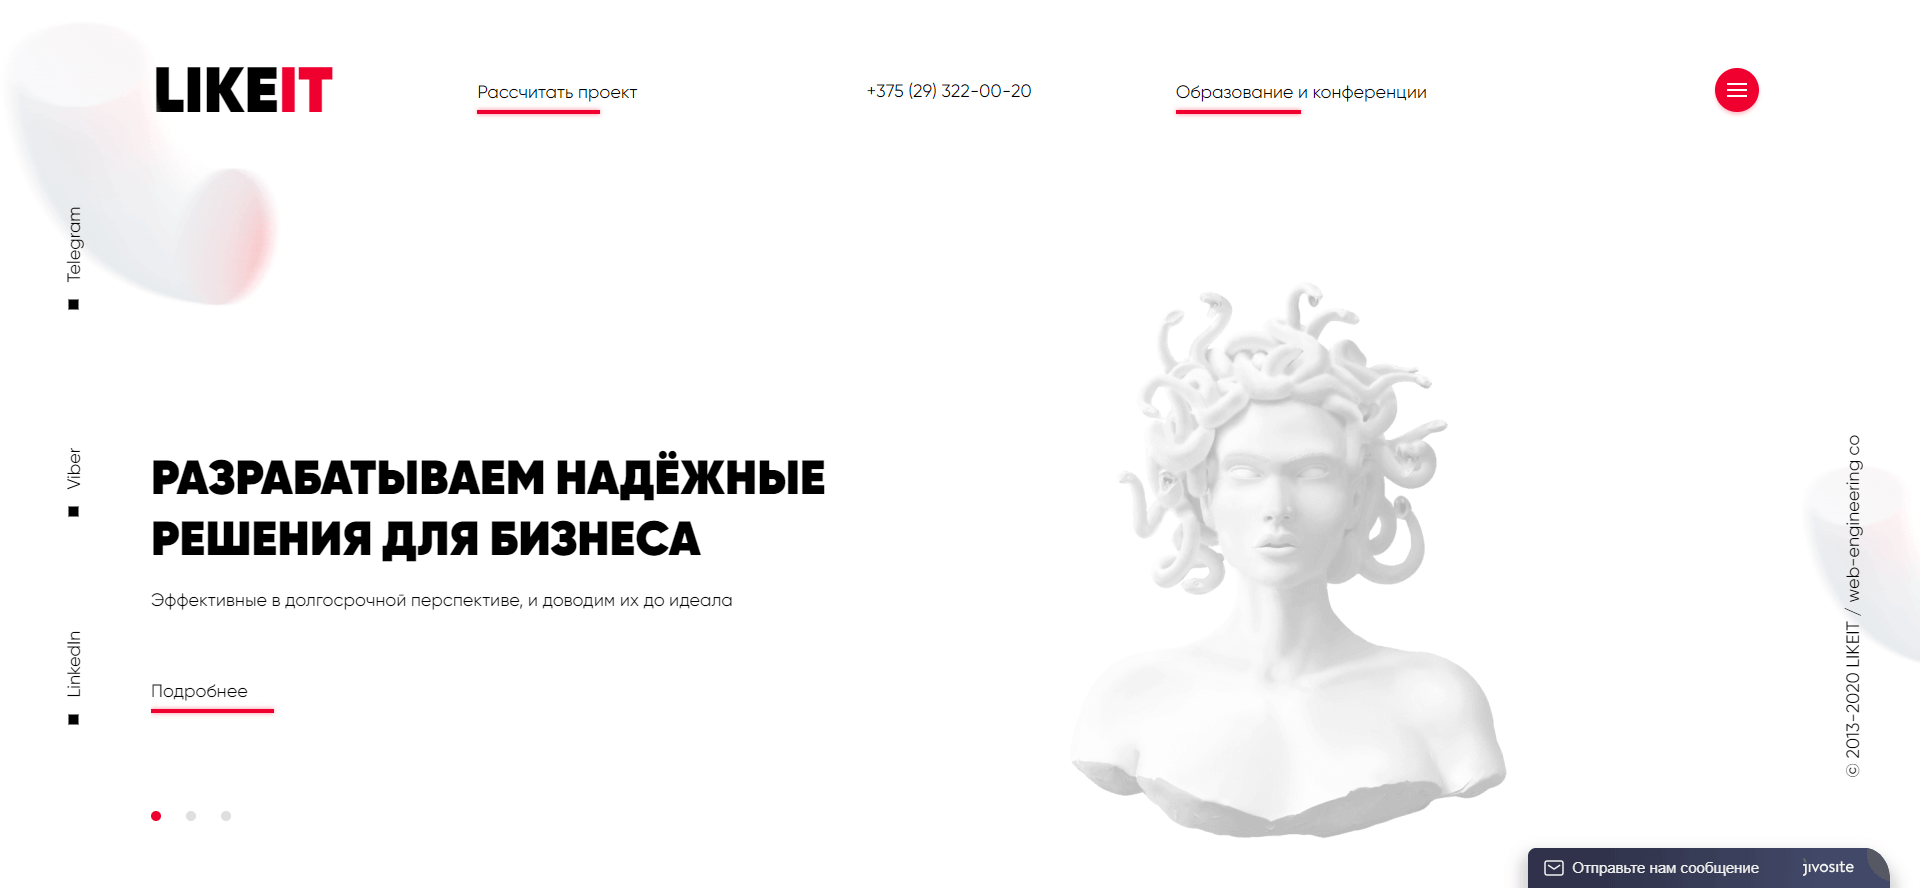 LIKEIT
Рассчитать проект
+375 (29) 322-00-20
Образование и конференции
Telegram
Viber
LinkedIn
РАЗРАБАТЫВАЕМ НАДЁЖНЫЕ
РЕШЕНИЯ ДЛЯ БИЗНЕСА
Эффективные в долгосрочной перспективе, и доводим их до идеала
Подробнее
© 2013-2020 LIKEIT / web-engineering co
Отправьте нам сообщение
jivosite